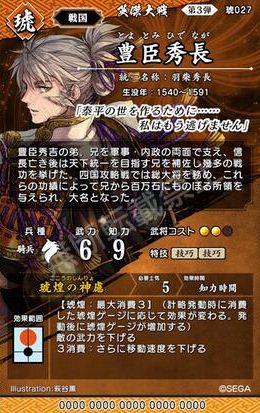 琥
戦国
英傑大戦
第3弾
琥027
とよとみ ひでなが
豊臣秀長
統一名称：羽柴秀長
生没年：1540〜1591
「泰平の世を作るために……
私はもう逃げません」
豊臣秀吉の弟。兄を軍事・内政の両面で支え、信
長亡き後は天下統一を目指す兄を補佐し幾多の戦
功を挙げた。四国攻略戦では総大将を努め、これ
らの功績によって兄から百万石にものぼる所領を
与えられ、大名となった。
兵種 武力 知力 武将コスト
騎兵 6 9 特技 技巧 技巧
こうこうのしんりょ
琥煌の神慮
必要士気 5
効果時間 知力時間
効果範囲
【琥煌：最大消費3】（計略発動時に消費
した琥煌ゲージに応じて効果が変わる。発
動後に琥煌ゲージが増加する）
敵の武力を下げる
3消費：さらに移動速度を下げる
Illustration:萩谷薫
©SEGA
0000 0000 0000 0000 0000